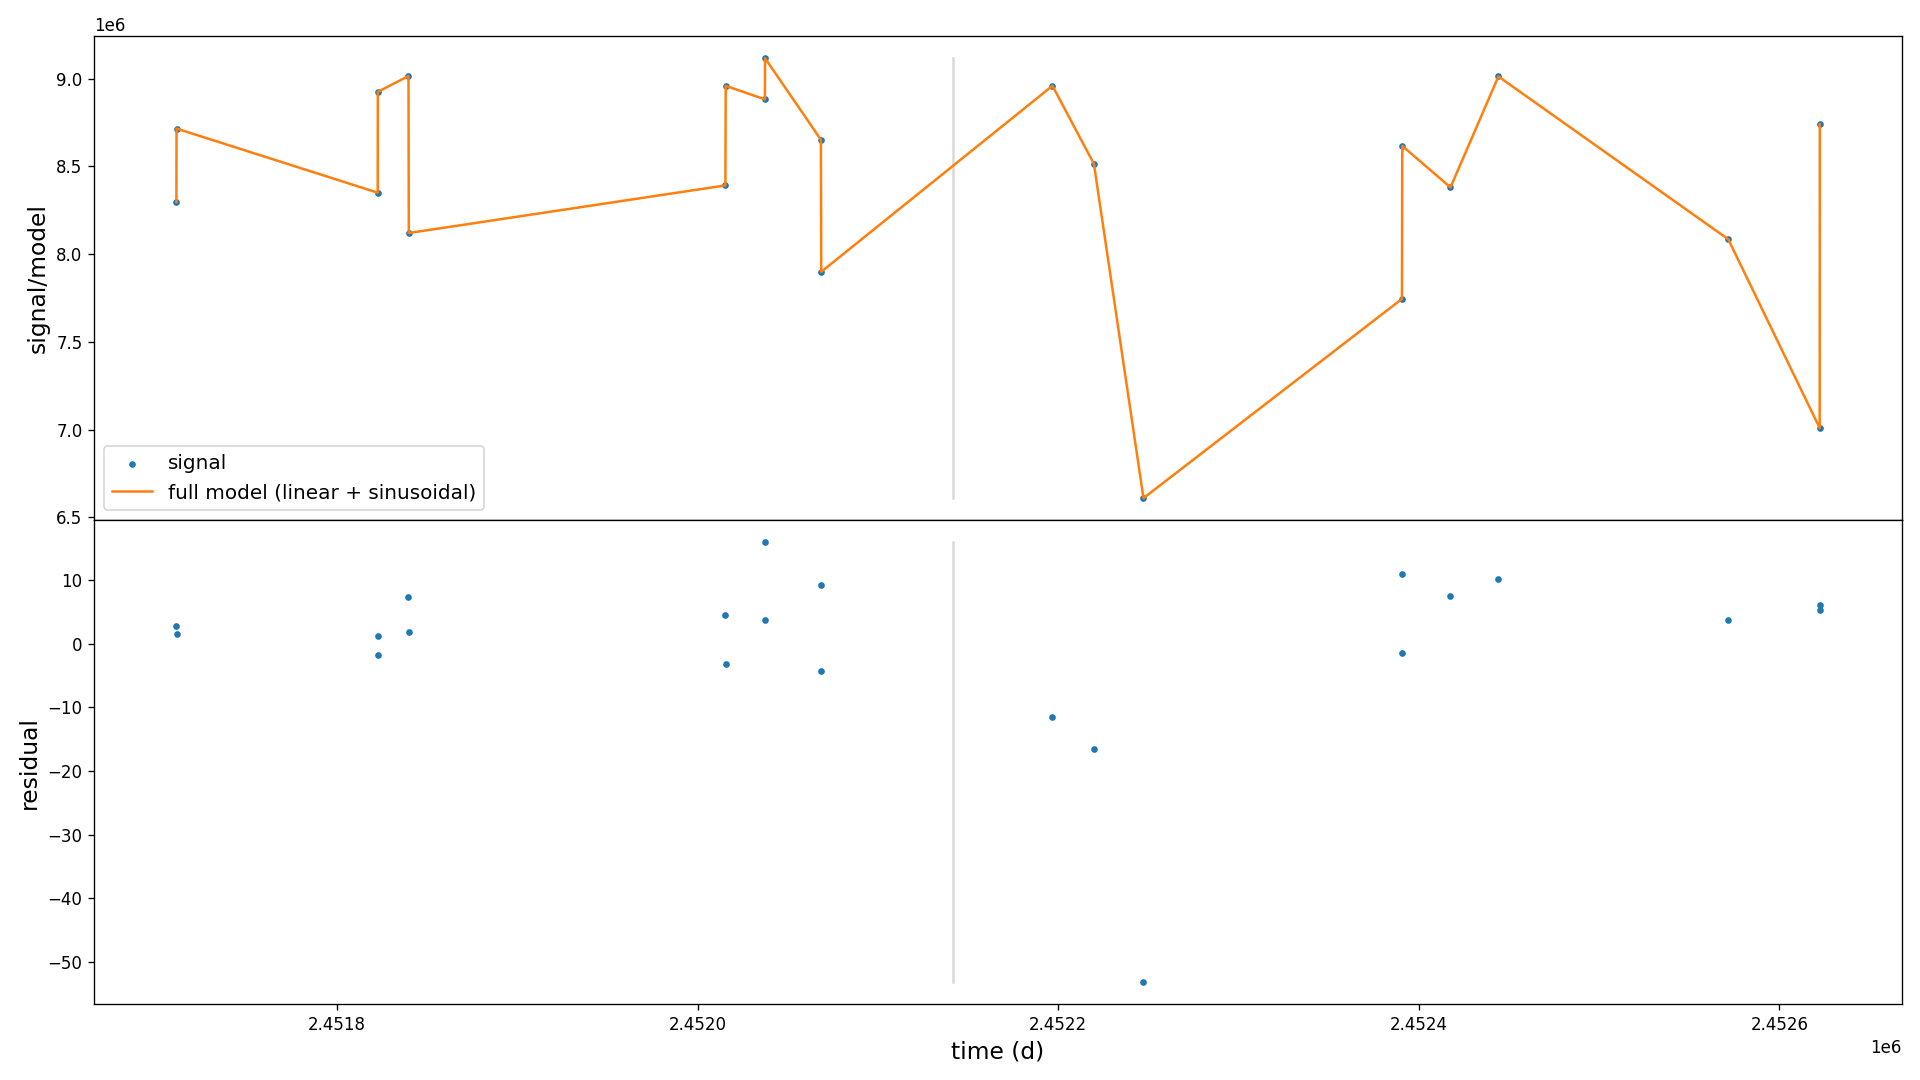 1e6
9.0
8.5
8.0
7.5
7.0
6.5
signal/model
signal
full model (linear + sinusoidal)
10
0
−10
−20
−30
−40
−50
residual
2.4518
2.4520
2.4522
2.4524
2.4526
1e6
time (d)